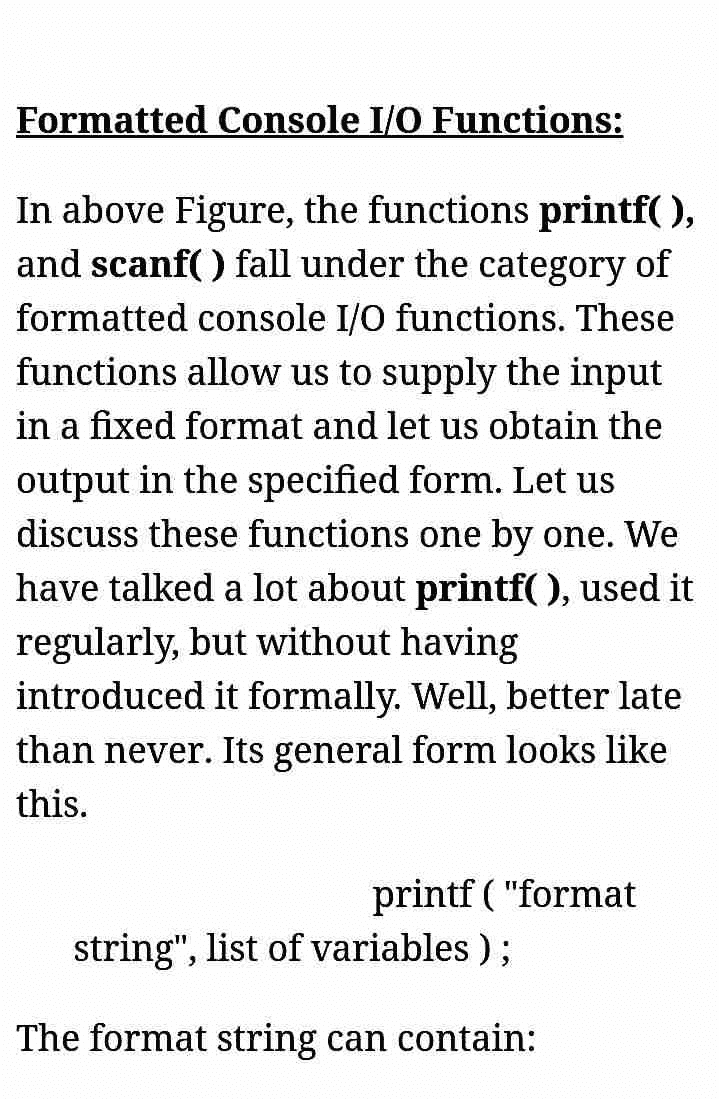 Formatted Console I/O Functions:
In above Figure, the functions printf( ),
and scanf( ) fall under the category of
formatted console I/O functions. These
functions allow us to supply the input
in a fixed format and let us obtain the
output in the specified form. Let us
discuss these functions one by one. We
have talked a lot about printf( ), used it
regularly, but without having
introduced it formally. Well, better late
than never. Its general form looks like
this.
printf ( "format
string", list of variables ) ;
The format string can contain: